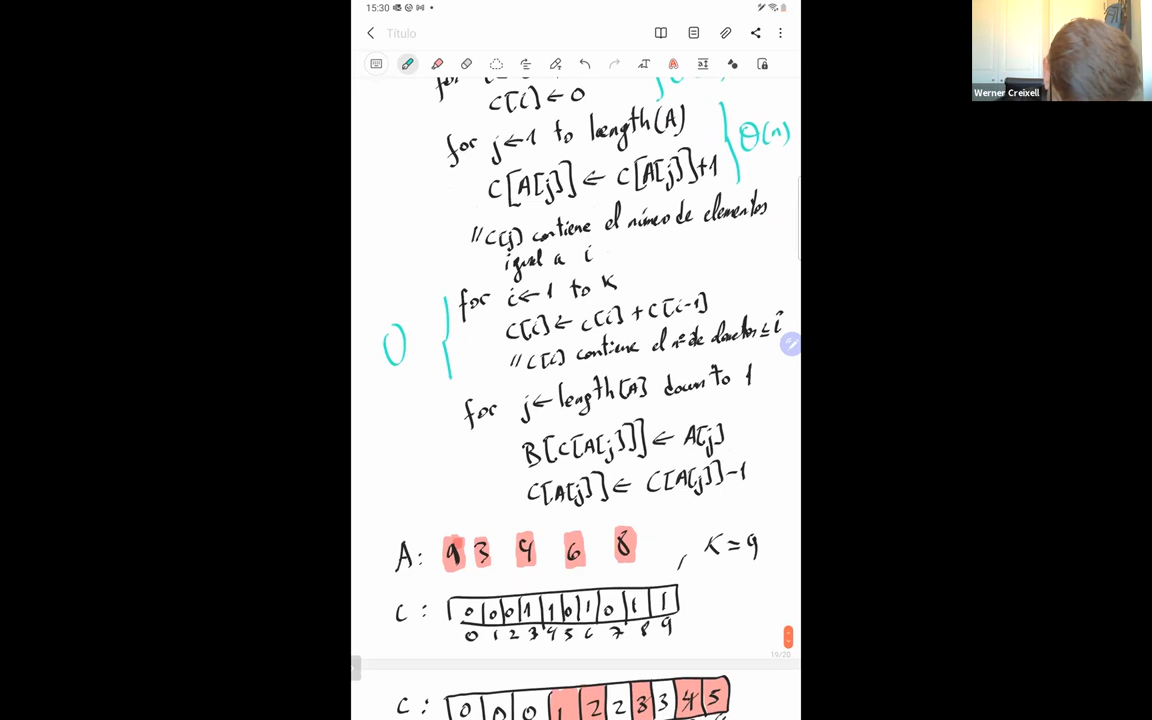 15:30
Título
Werner Creixell
for
C[i] ← 0
for j ← 1 to length(A)
C[A[j]] ← C[A[j]]+1
Θ(n)
// C[j] contiene el número de elementos
igual a i
for i ← 1 to K
C[i] ← C[i] + C[i-1]
// C[i] contiene el nº de ≤ i
for j ← length[A] down to 1
B[C[A[j]]] ← A[j]
C[A[j]] ← C[A[j]]-1
A: 9 3 4 6 8 , K=9
C: 0 0 0 1 1 0 1 0 1 1
0 1 2 3 4 5 6 7 8 9
19/20
C: 0 0 0 1 2 2 3 3 4 5